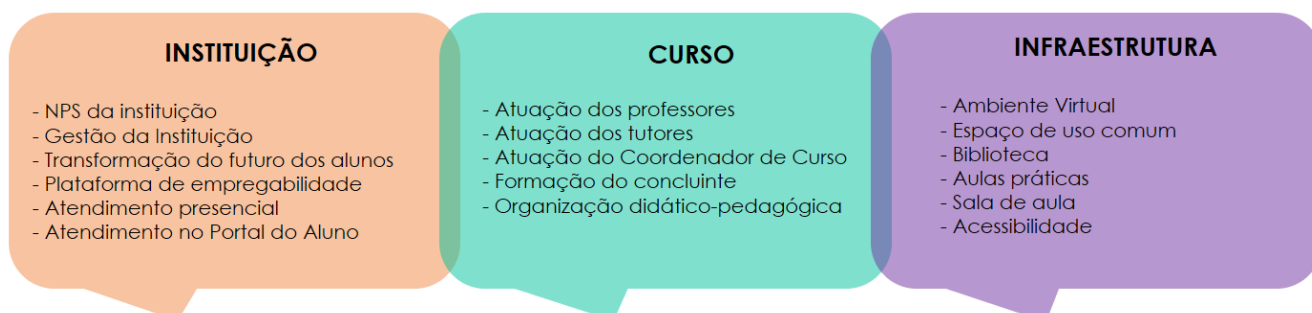 INSTITUIÇÃO
- NPS da instituição
- Gestão da Instituição
- Transformação do futuro dos alunos
- Plataforma de empregabilidade
- Atendimento presencial
- Atendimento no Portal do Aluno
CURSO
- Atuação dos professores
- Atuação dos tutores
- Atuação do Coordenador de Curso
- Formação do concluinte
- Organização didático-pedagógica
INFRAESTRUTURA
- Ambiente Virtual
- Espaço de uso comum
- Biblioteca
- Aulas práticas
- Sala de aula
- Acessibilidade